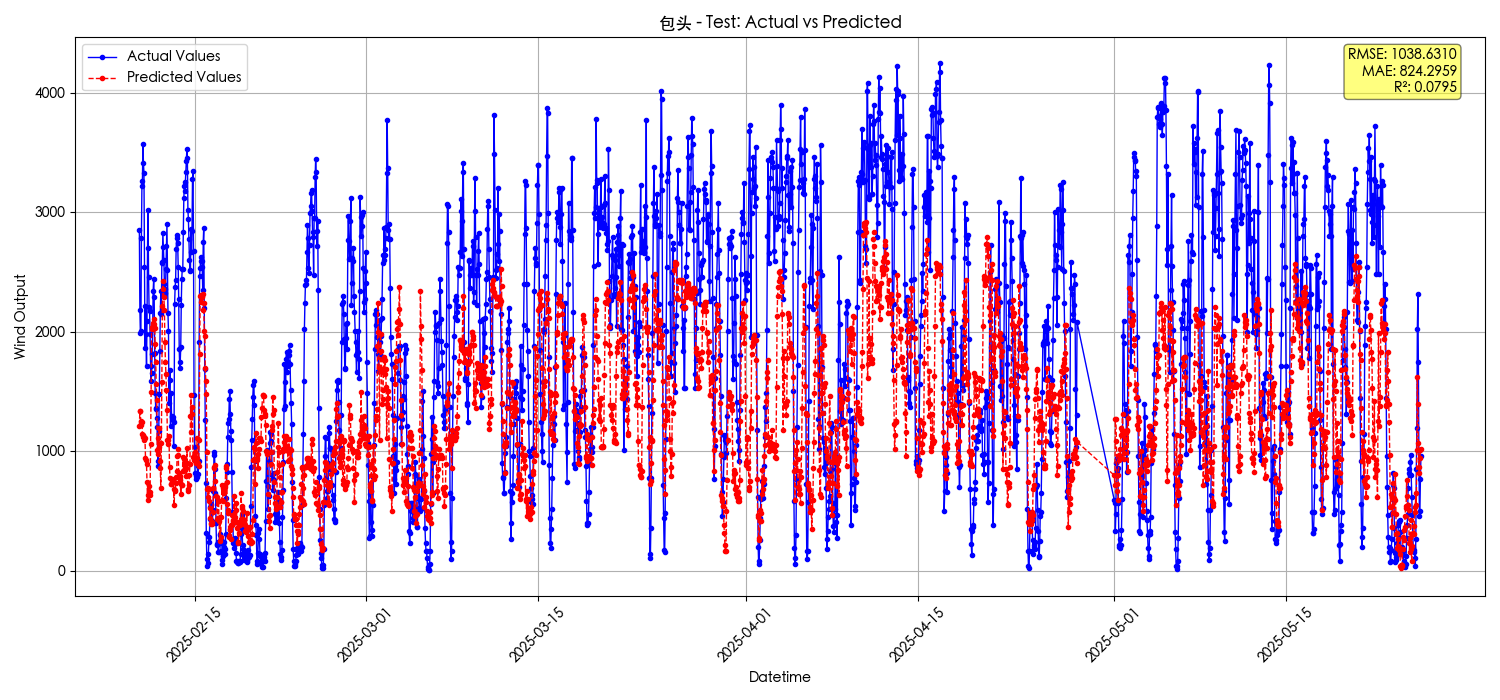 包头 - Test: Actual vs Predicted
Actual Values
Predicted Values
RMSE: 1038.6310
MAE: 824.2959
R²: 0.0795
Wind Output
4000
3000
2000
1000
0
2025-02-15
2025-03-01
2025-03-15
2025-04-01
2025-04-15
2025-05-01
2025-05-15
Datetime